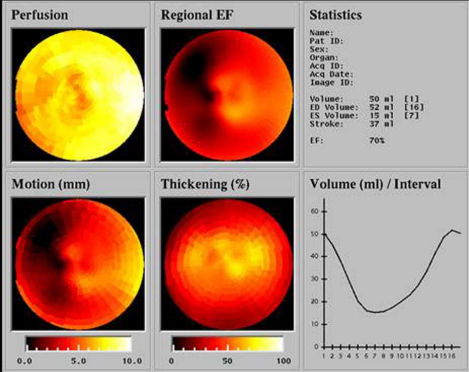 Perfusion
Regional EF
Statistics
Name:
Pat ID:
Sex:
Organ:
Acq ID:
Acq Date:
Image ID:
Volume: 50 ml [1]
ED Volume: 52 ml [16]
ES Volume: 15 ml [7]
Stroke: 37 ml
EF: 70%
Motion (mm)
0.0 5.0 10.0
Thickening (%)
0 50 100
Volume (ml) / Interval
60
50
40
30
20
10
0
1 2 3 4 5 6 7 8 9 10 11 12 13 14 15 16